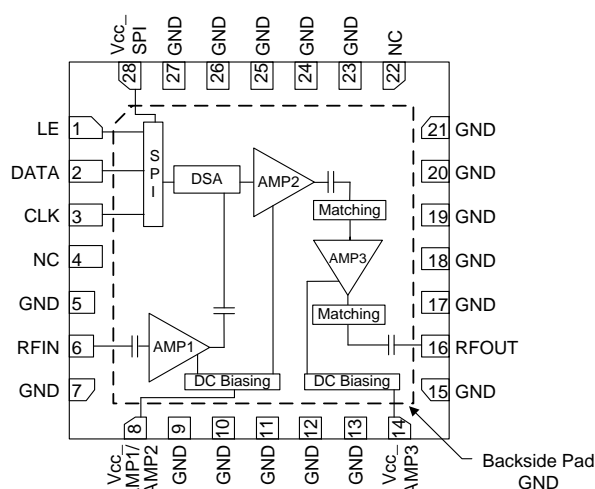 Vcc_
SPI
GND
GND
GND
GND
GND
NC
28
27
26
25
24
23
22
LE
1
DATA
2
CLK
3
NC
4
GND
5
RFIN
6
GND
7
SPI
DSA
AMP2
Matching
AMP3
Matching
AMP1
DC Biasing
DC Biasing
21
GND
20
GND
19
GND
18
GND
17
GND
16
RFOUT
15
GND
8
9
10
11
12
13
14
Vcc_
AMP1/
AMP2
GND
GND
GND
GND
GND
Vcc_
AMP3
Backside Pad
GND